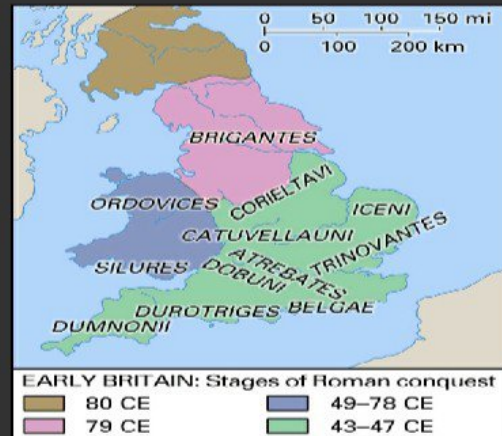 0 50 100 150 mi
0 100 200 km
BRIGANTES
CORIELTAVI
ORDOVICES
ICENI
CATUVELLAUNI
TRINOVANTES
ATREBATES
SILURES
DOBUNI
BELGAE
DUROTRIGES
DUMNONII
EARLY BRITAIN: Stages of Roman conquest
80 CE 49–78 CE
79 CE 43–47 CE